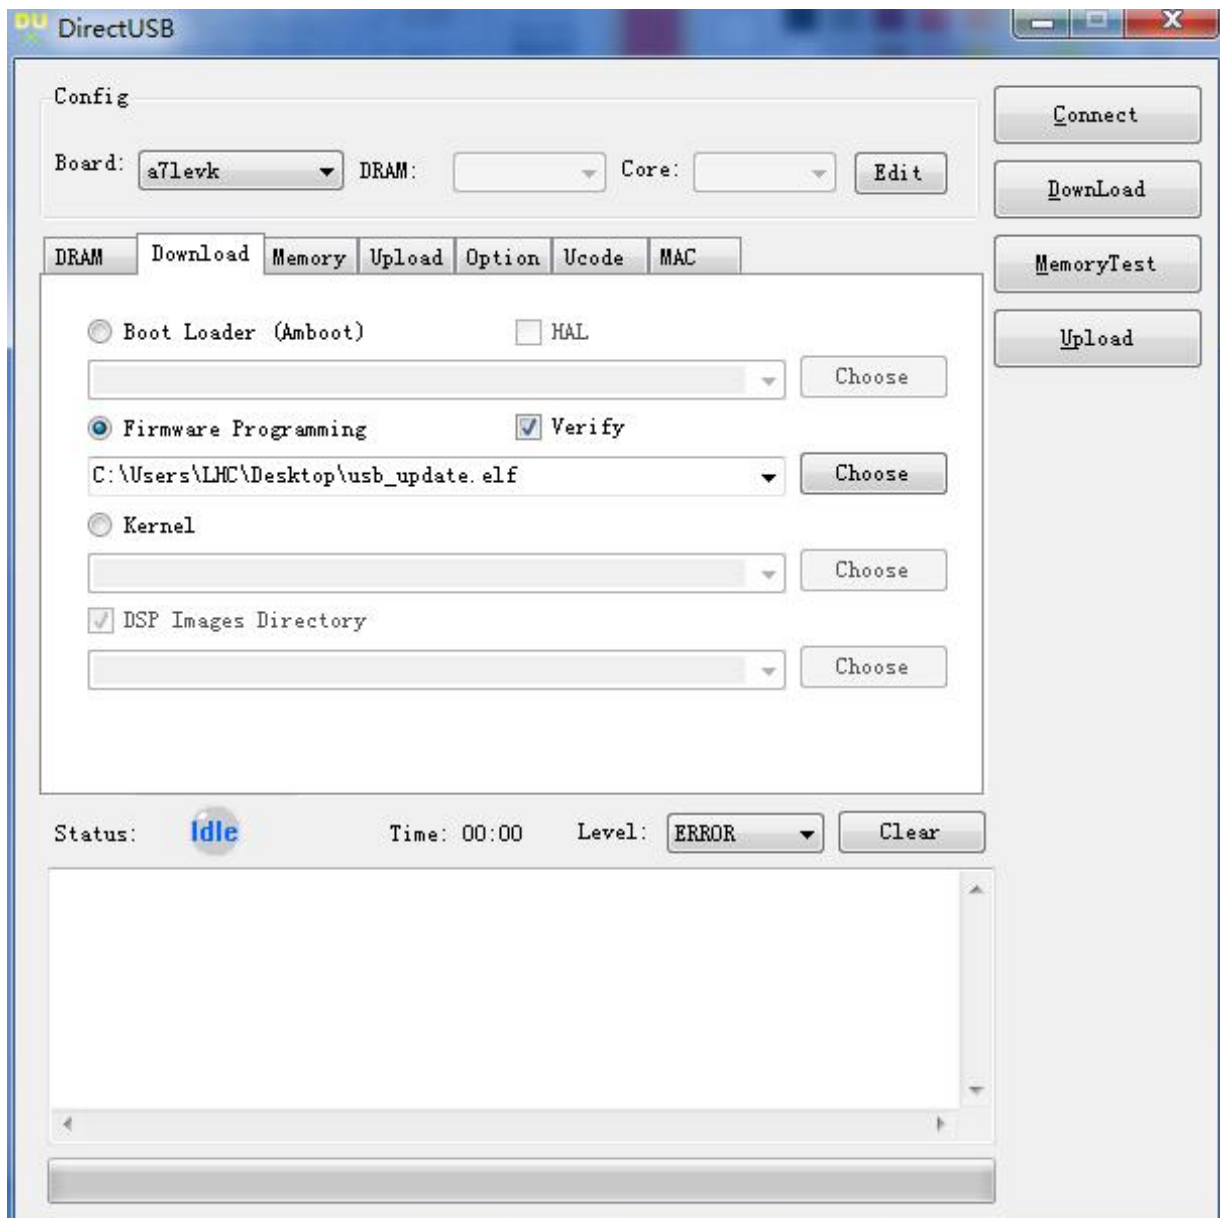 DU DirectUSB
Config
Board: a7levk DRAM: Core: Edit
Connect
DownLoad
MemoryTest
Upload
DRAM Download Memory Upload Option Ucode MAC
Boot Loader (Amboot) HAL
Choose
Firmware Programming Verify
C:\Users\LHC\Desktop\usb_update.elf Choose
Kernel
Choose
DSP Images Directory
Choose
Status: Idle Time: 00:00 Level: ERROR Clear